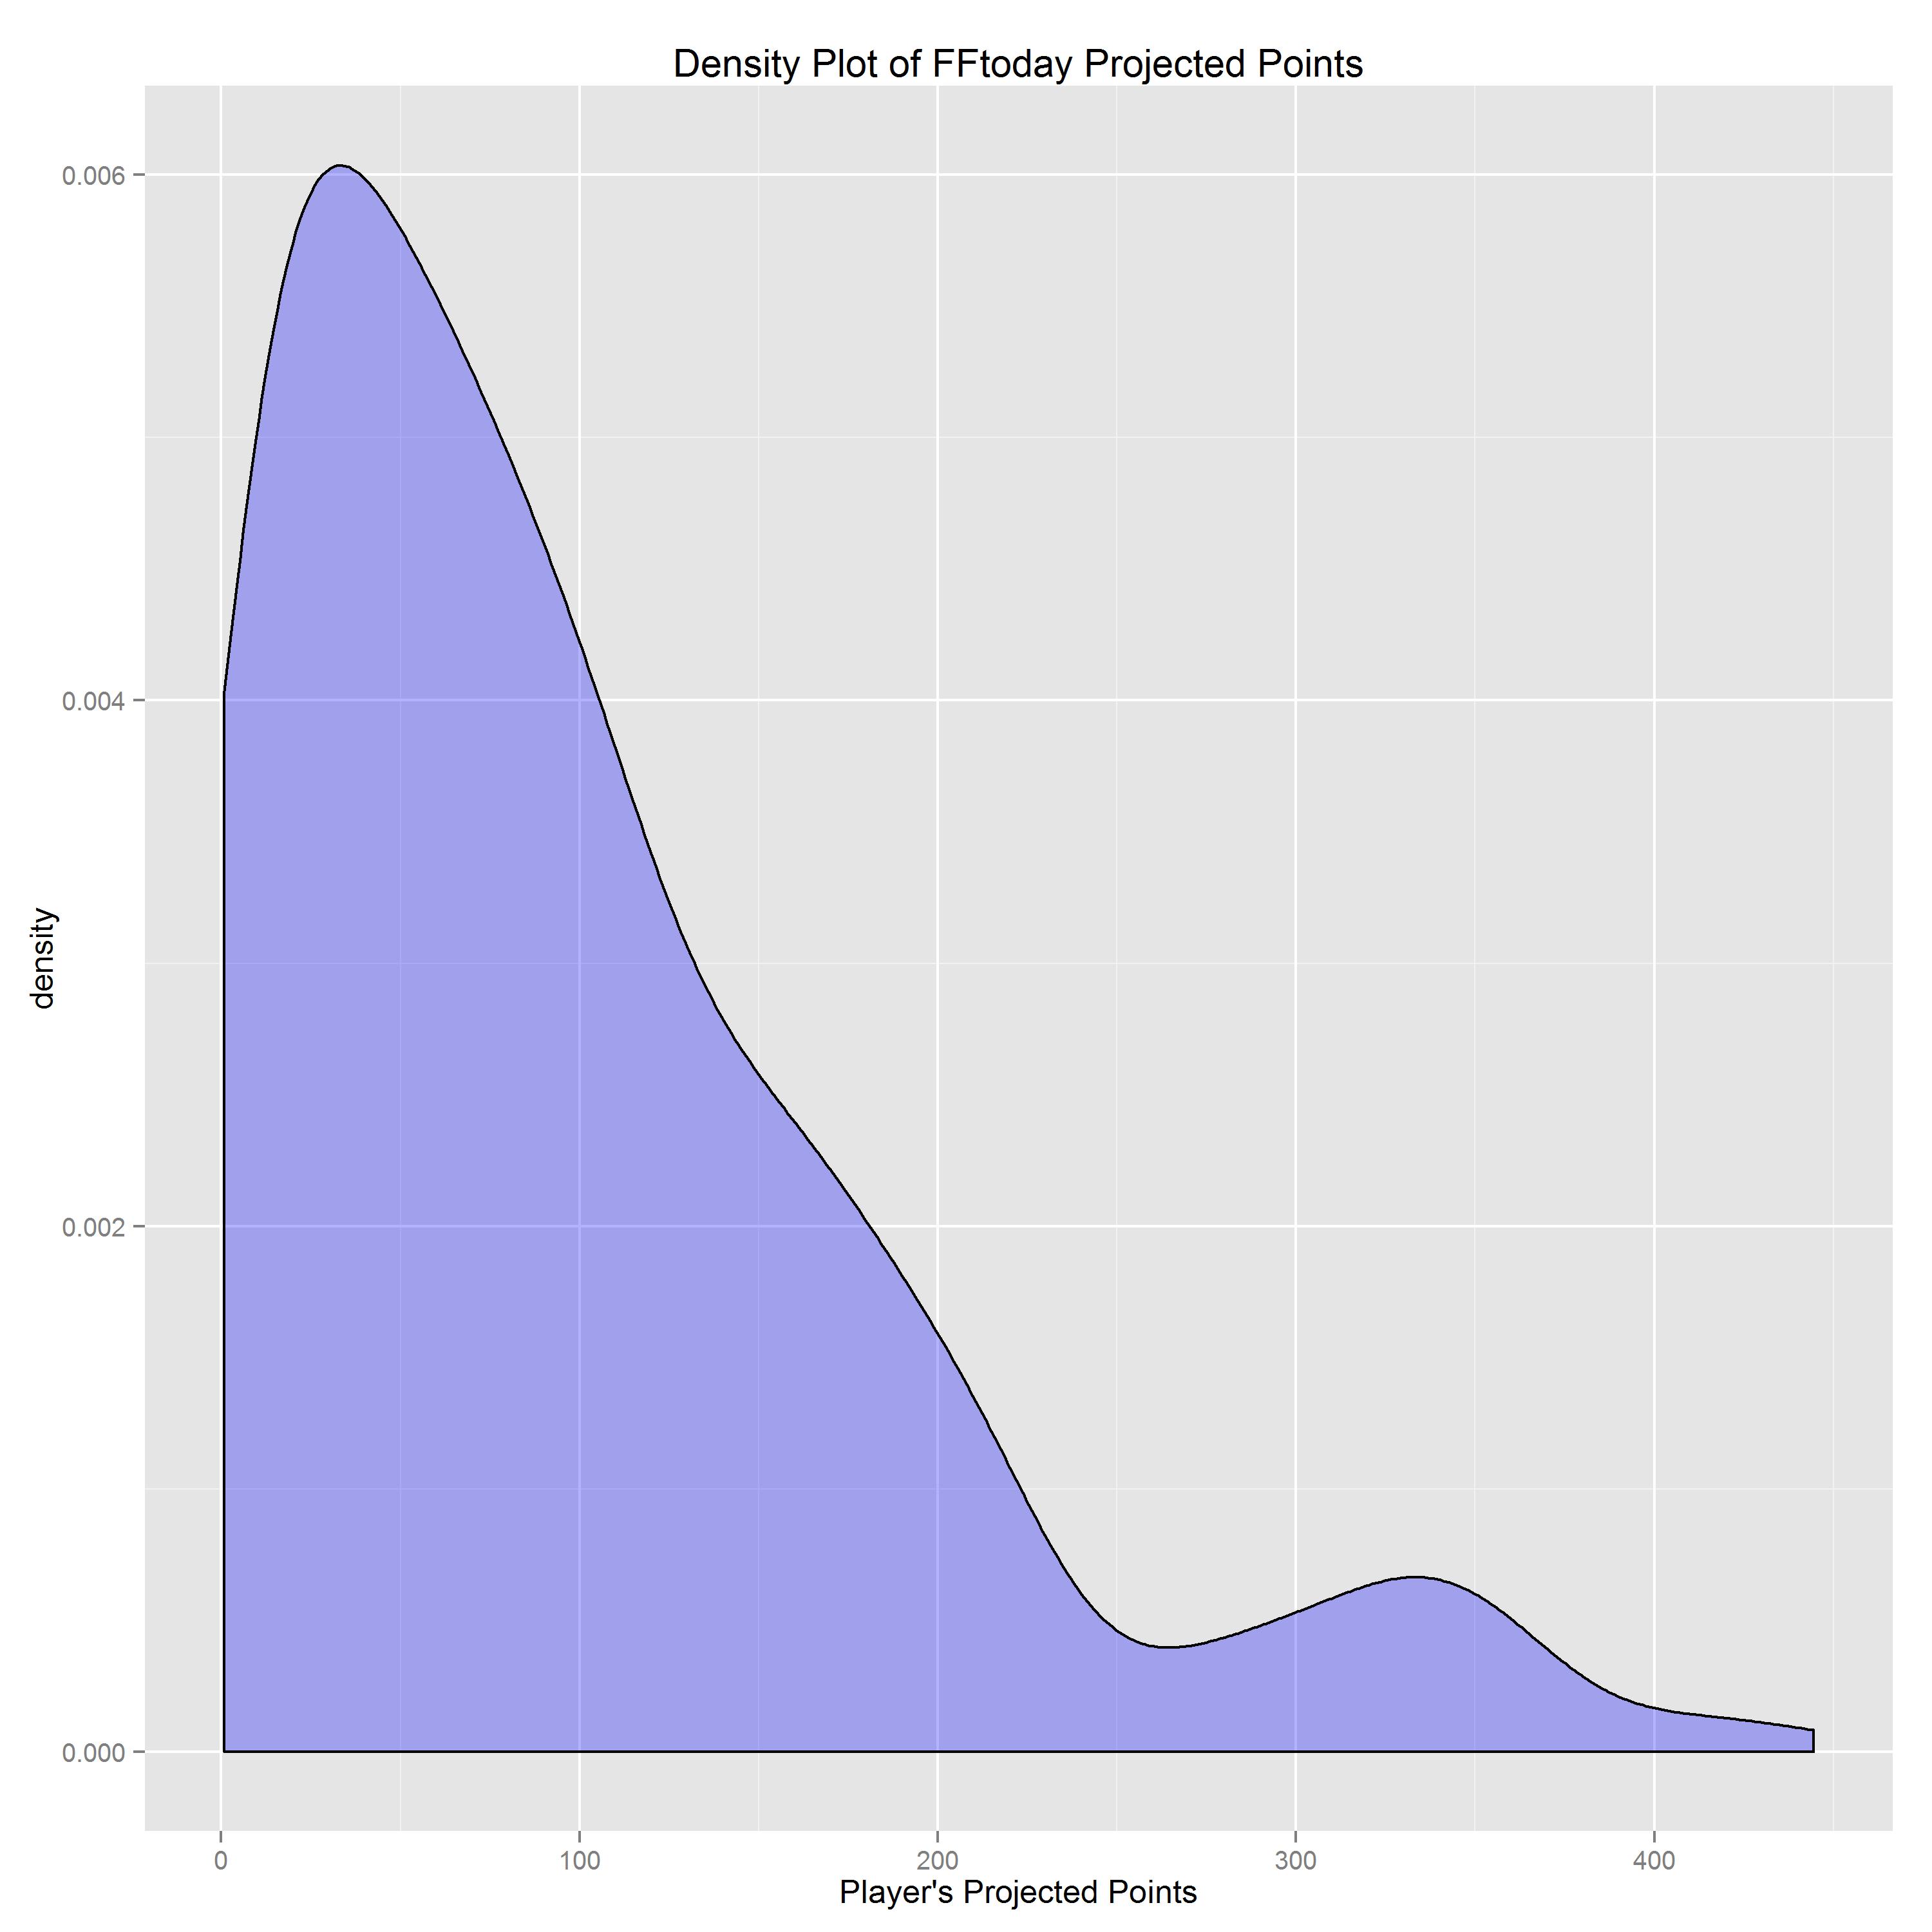 Density Plot of FFtoday Projected Points
0.006
0.004
0.002
0.000
density
0 100 200 300 400
Player's Projected Points